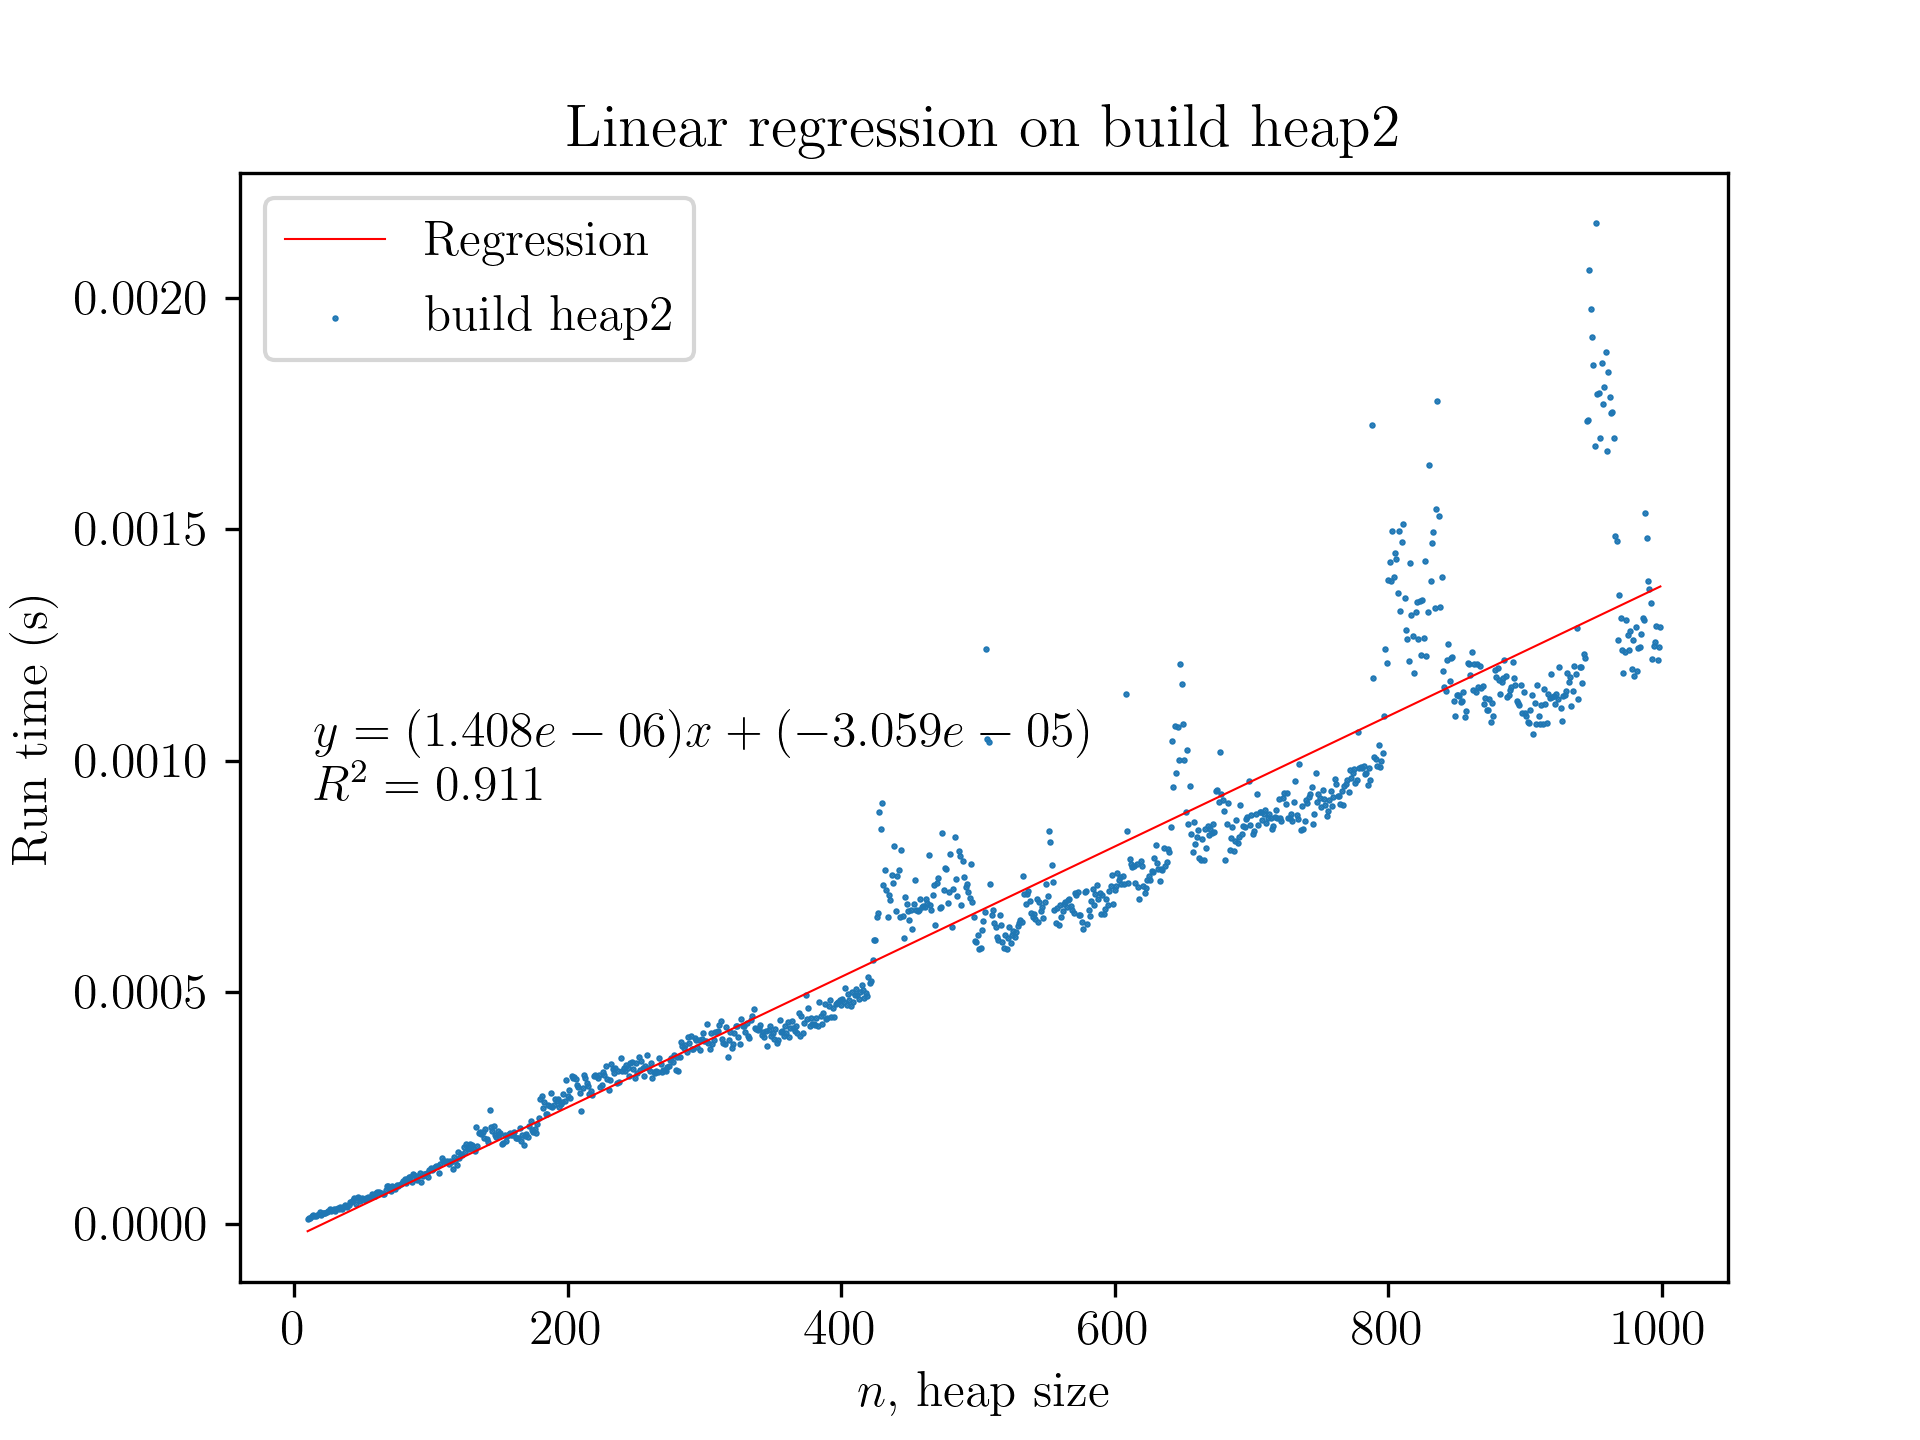 Linear regression on build heap2
Regression
build heap2
0.0020
0.0015
0.0010
0.0005
0.0000
Run time (s)
y = (1.408e − 06)x + (−3.059e − 05)
R² = 0.911
0 200 400 600 800 1000
n, heap size